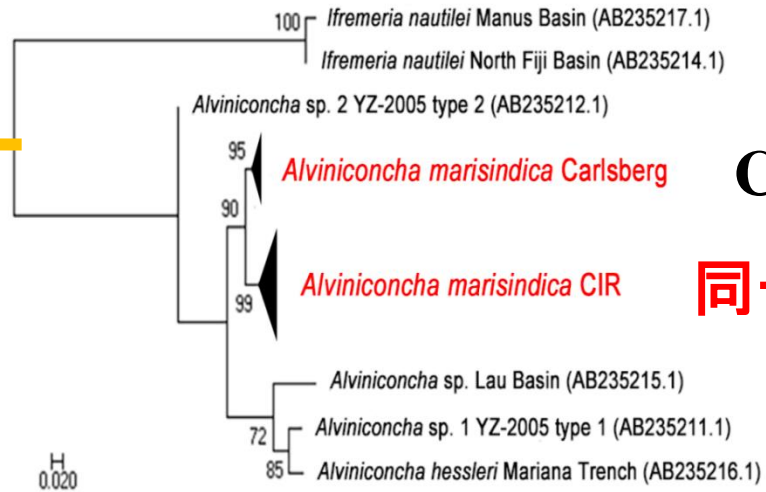 100
Ifremeria nautilei Manus Basin (AB235217.1)
Ifremeria nautilei North Fiji Basin (AB235214.1)
Alviniconcha sp. 2 YZ-2005 type 2 (AB235212.1)
95
Alviniconcha marisindica Carlsberg
C
90
Alviniconcha marisindica CIR
同
99
Alviniconcha sp. Lau Basin (AB235215.1)
72
Alviniconcha sp. 1 YZ-2005 type 1 (AB235211.1)
85
Alviniconcha hessleri Mariana Trench (AB235216.1)
0.020